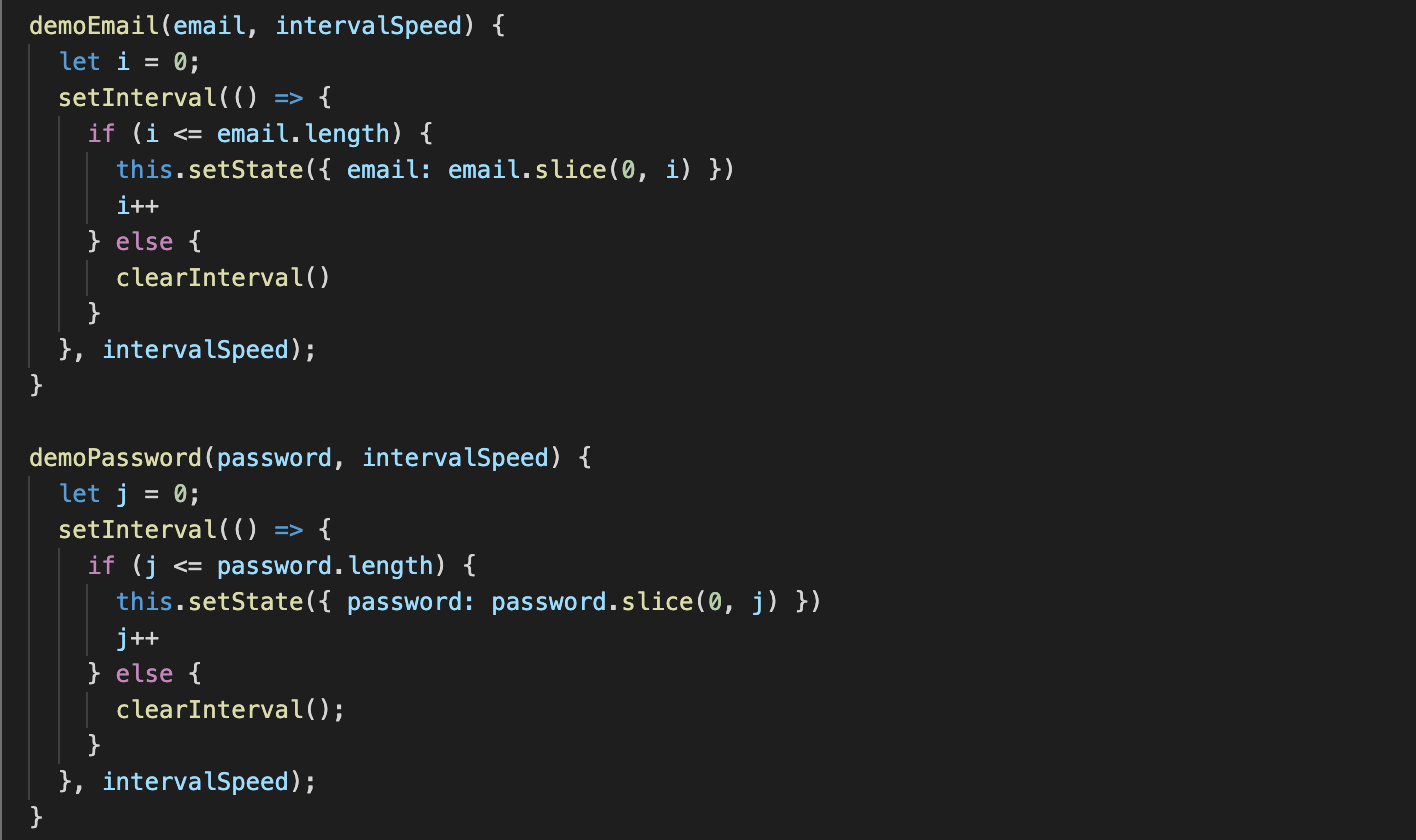 demoEmail(email, intervalSpeed) {
  let i = 0;
  setInterval(() => {
    if (i <= email.length) {
      this.setState({ email: email.slice(0, i) })
      i++
    } else {
      clearInterval()
    }
  }, intervalSpeed);
}

demoPassword(password, intervalSpeed) {
  let j = 0;
  setInterval(() => {
    if (j <= password.length) {
      this.setState({ password: password.slice(0, j) })
      j++
    } else {
      clearInterval();
    }
  }, intervalSpeed);
}